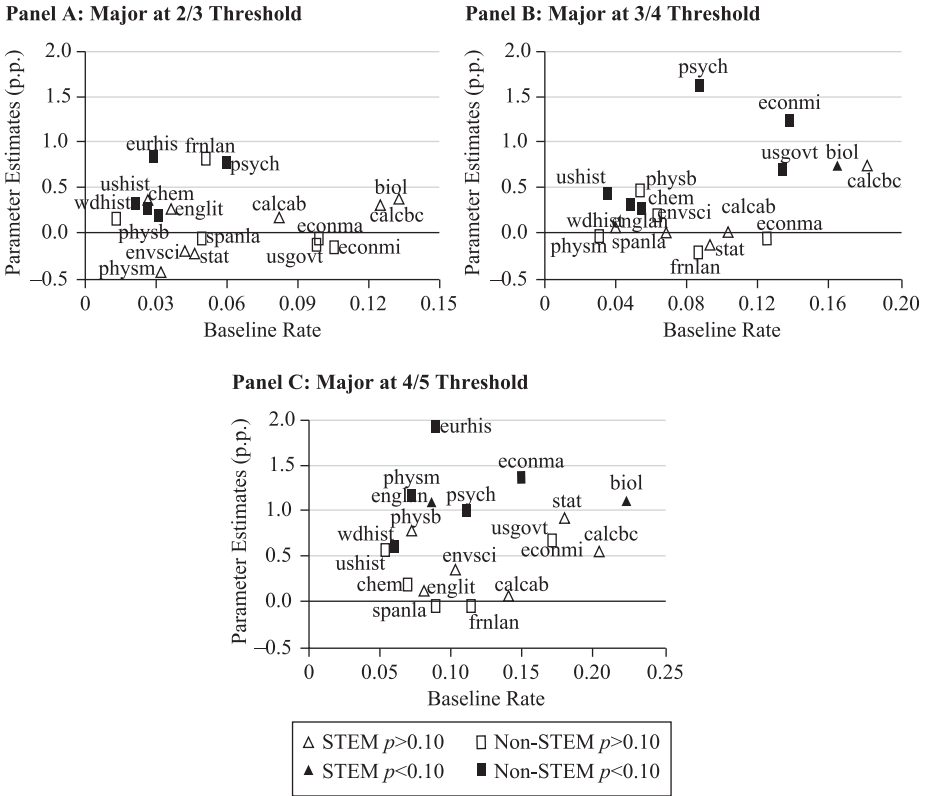 Panel A: Major at 2/3 Threshold
Parameter Estimates (p.p.)
2.0
1.5
1.0
0.5
0.0
–0.5
eurhis
frnlan
psych
ushist
chem
wdhist
englit
physb
spanla
envsci
stat
physm
calcab
biol
calcbc
econma
usgovt
econmi
0 0.03 0.06 0.09 0.12 0.15
Baseline Rate
Panel B: Major at 3/4 Threshold
Parameter Estimates (p.p.)
2.0
1.5
1.0
0.5
0.0
–0.5
psych
econmi
usgovt biol
calcbc
ushist
physb
chem
envsci
wdhist
englan
calcab
econma
physm
spanla
stat
frnlan
0 0.04 0.08 0.12 0.16 0.20
Baseline Rate
Panel C: Major at 4/5 Threshold
Parameter Estimates (p.p.)
2.0
1.5
1.0
0.5
0.0
–0.5
eurhis
econma
physm
englan
psych
biol
physb
stat
wdhist
usgovt
calcbc
econmi
ushist
envsci
chem
englit
calcab
spanla
frnlan
0 0.05 0.10 0.15 0.20 0.25
Baseline Rate
STEM p>0.10 Non-STEM p>0.10
STEM p<0.10 Non-STEM p<0.10